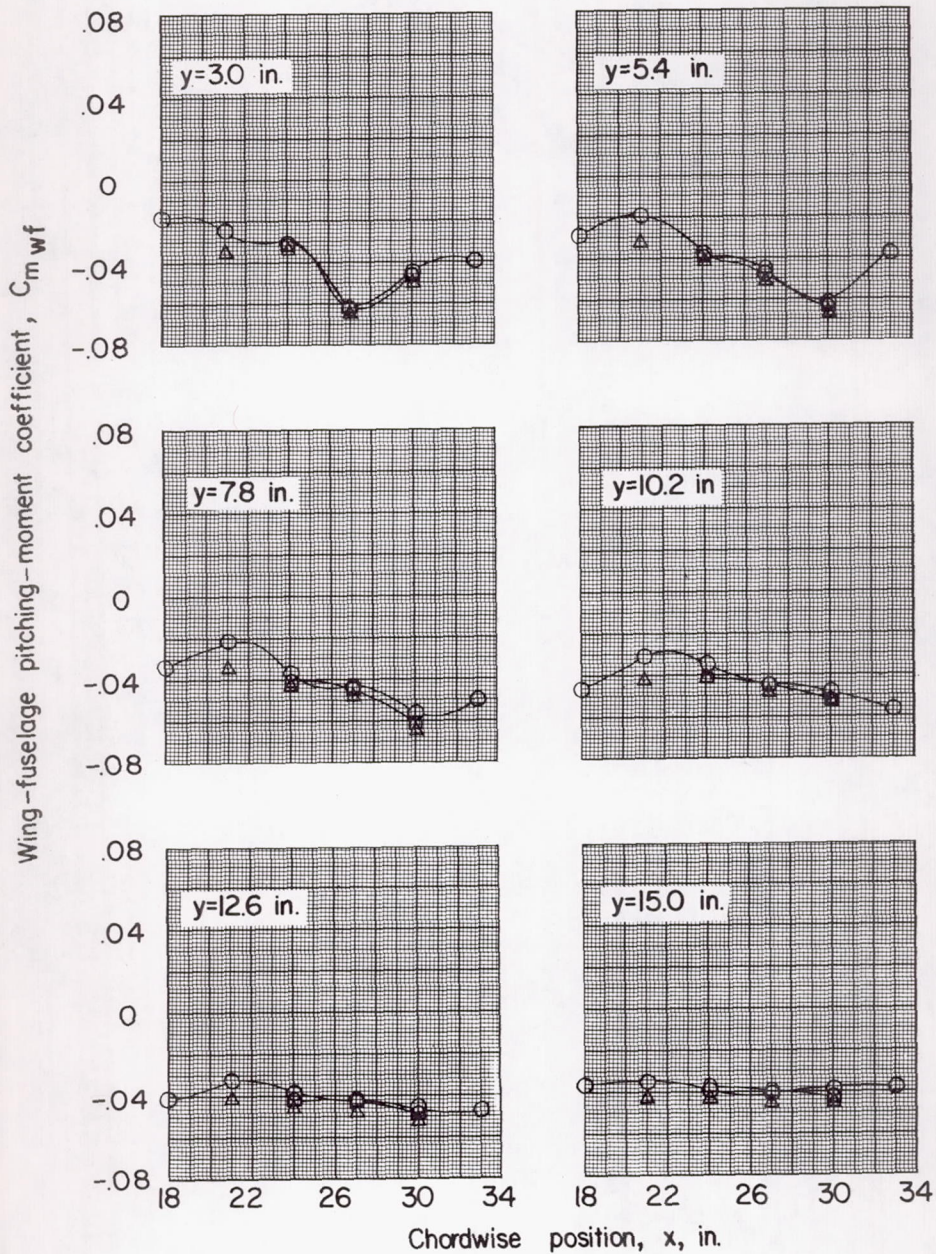 Wing-fuselage pitching-moment coefficient, Cm wf
.08
.04
0
-.04
-.08
y=3.0 in.
y=5.4 in.
.08
.04
0
-.04
-.08
y=7.8 in.
y=10.2 in
.08
.04
0
-.04
-.08
y=12.6 in.
y=15.0 in.
18 22 26 30 34
18 22 26 30 34
Chordwise position, x, in.